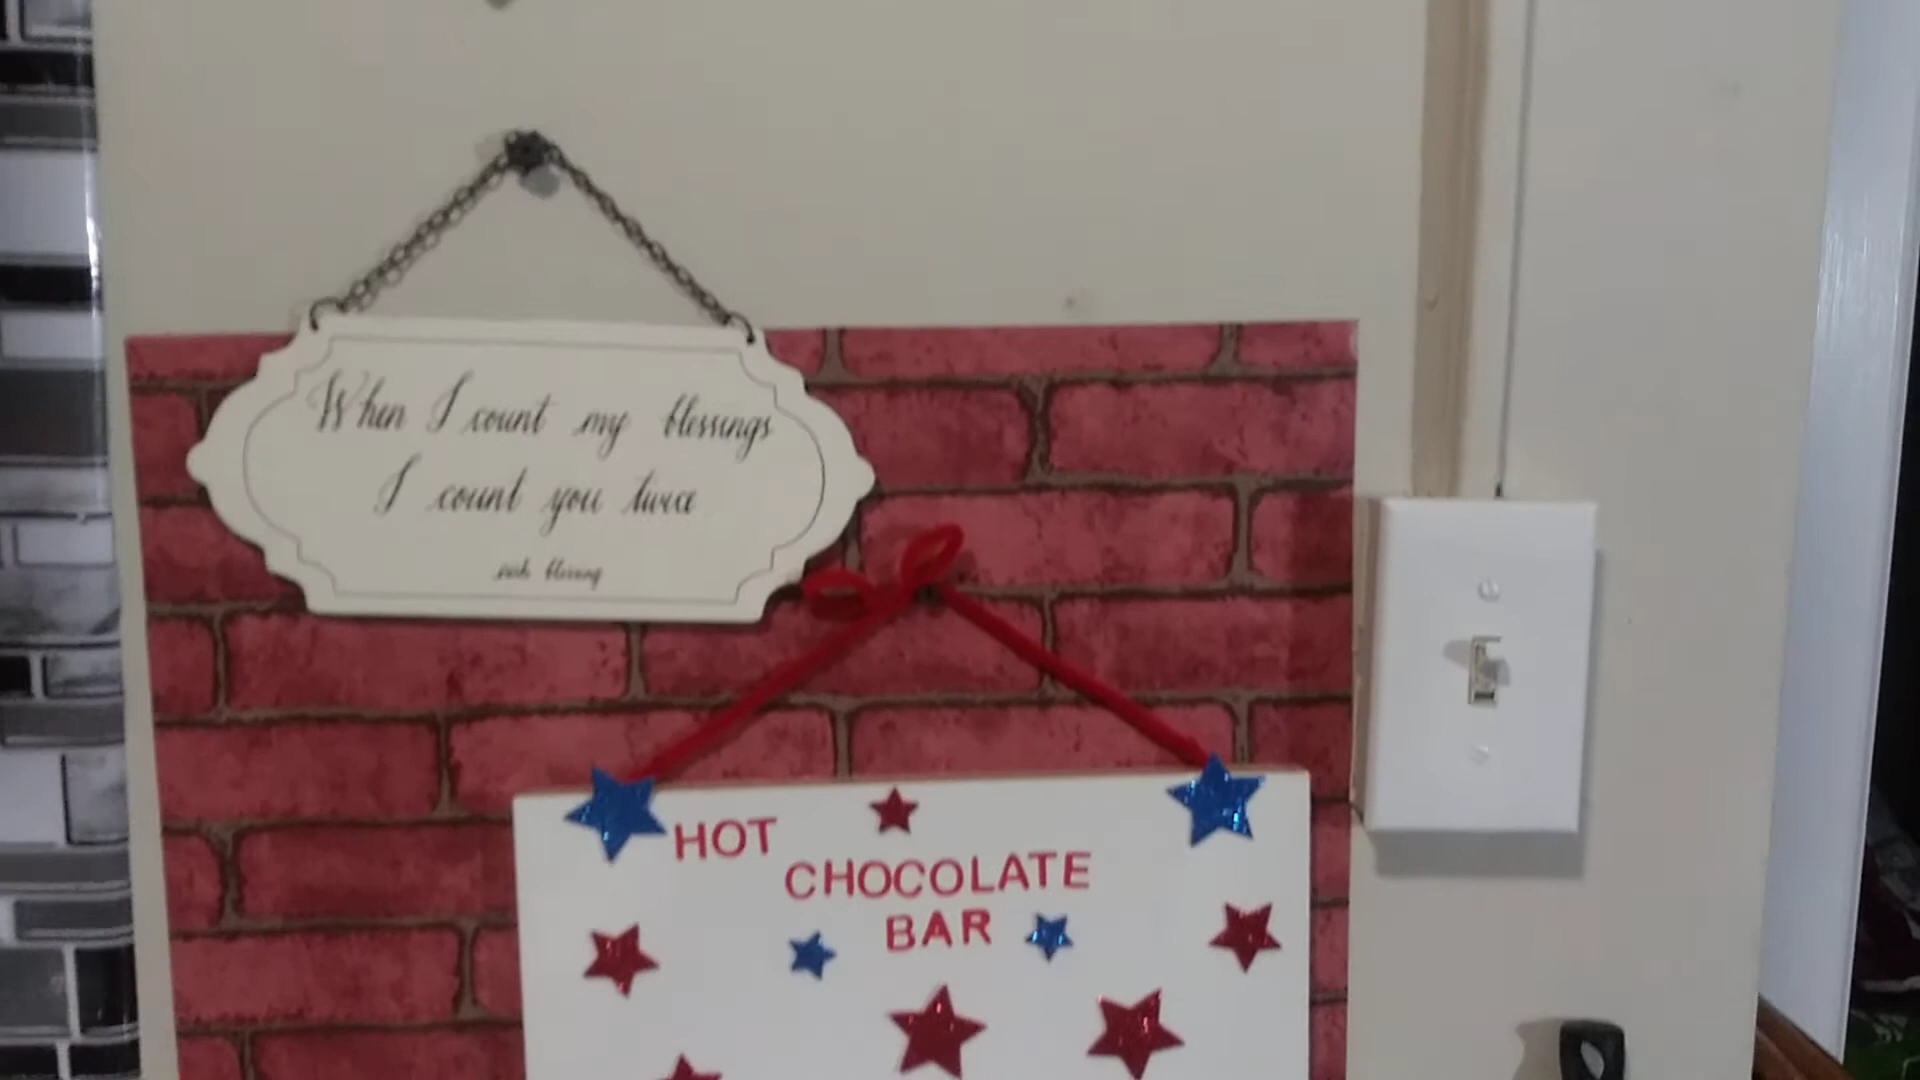 When I count my blessings
I count you twice
HOT
CHOCOLATE
BAR